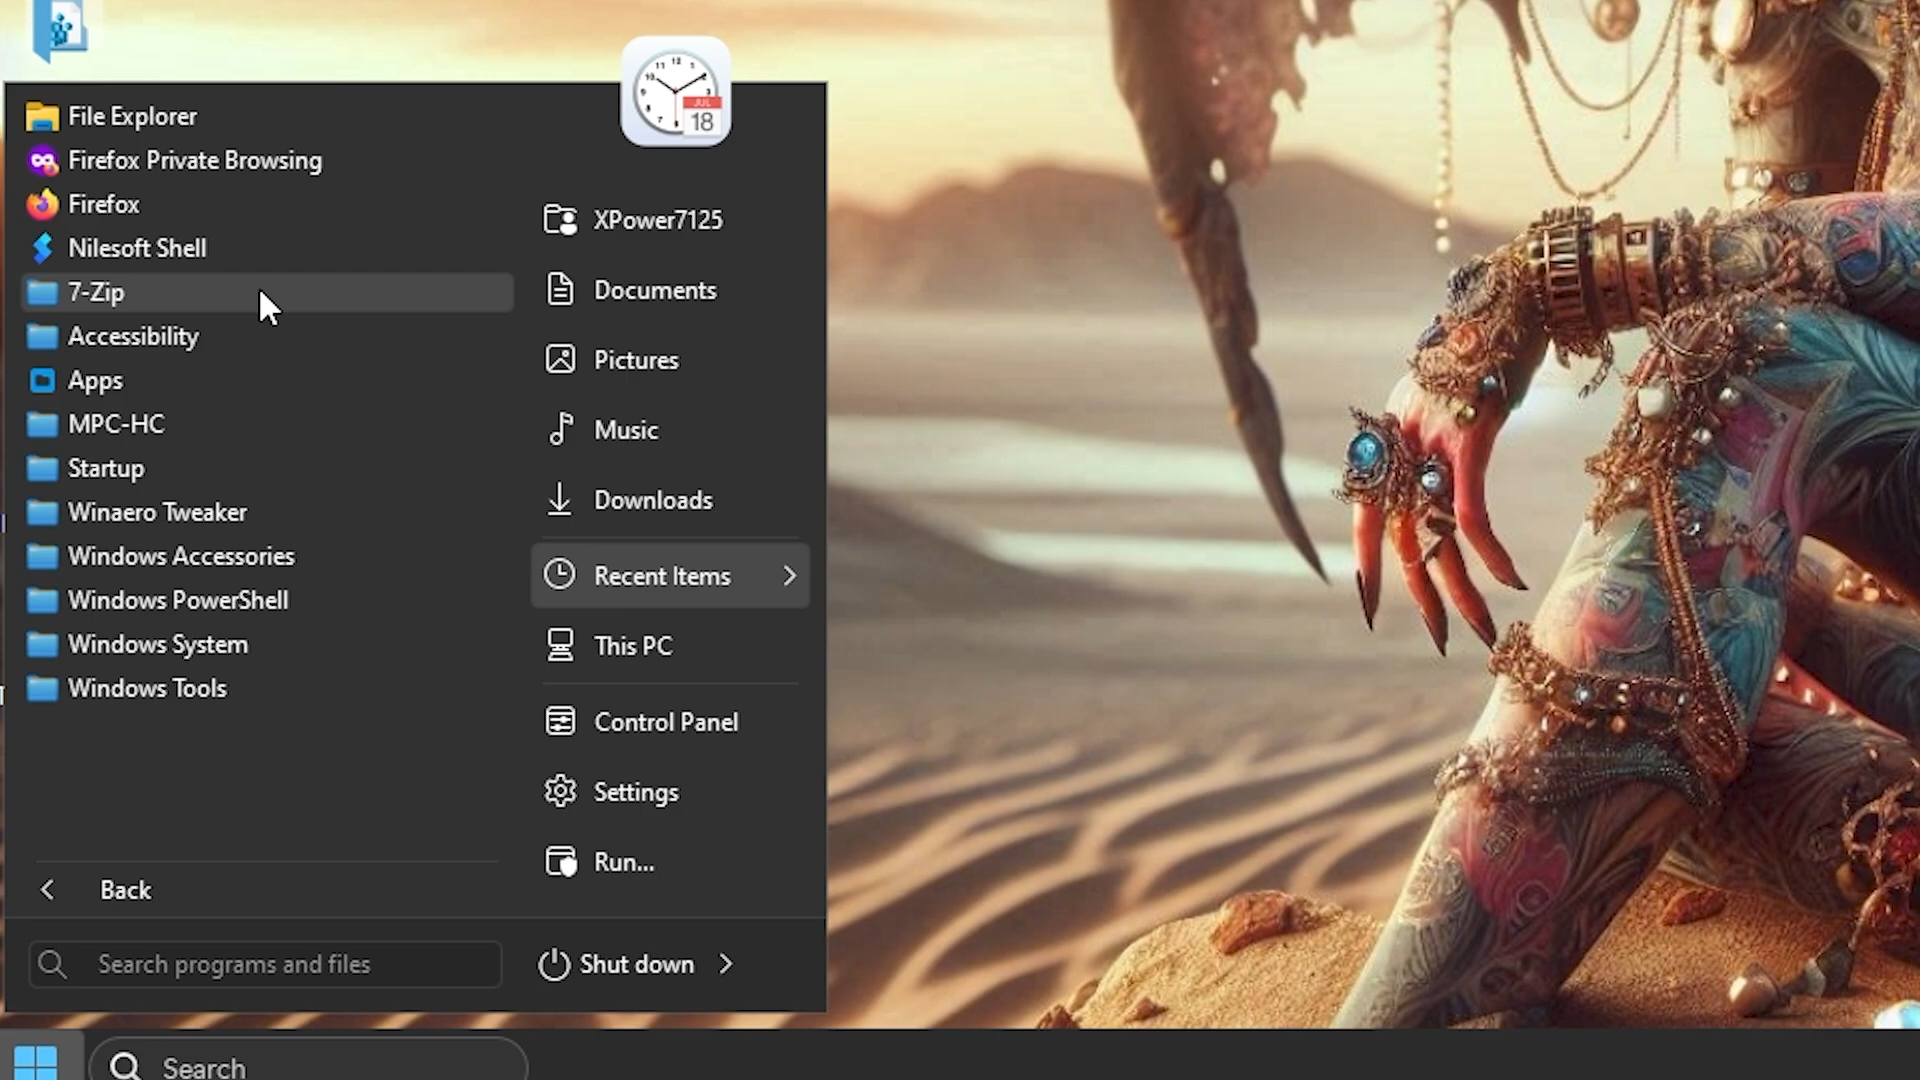 JUL
18
File Explorer
Firefox Private Browsing
Firefox
Nilesoft Shell
7-Zip
Accessibility
Apps
MPC-HC
Startup
Winaero Tweaker
Windows Accessories
Windows PowerShell
Windows System
Windows Tools
Back
Search programs and files
XPower7125
Documents
Pictures
Music
Downloads
Recent Items
This PC
Control Panel
Settings
Run...
Shut down
Search